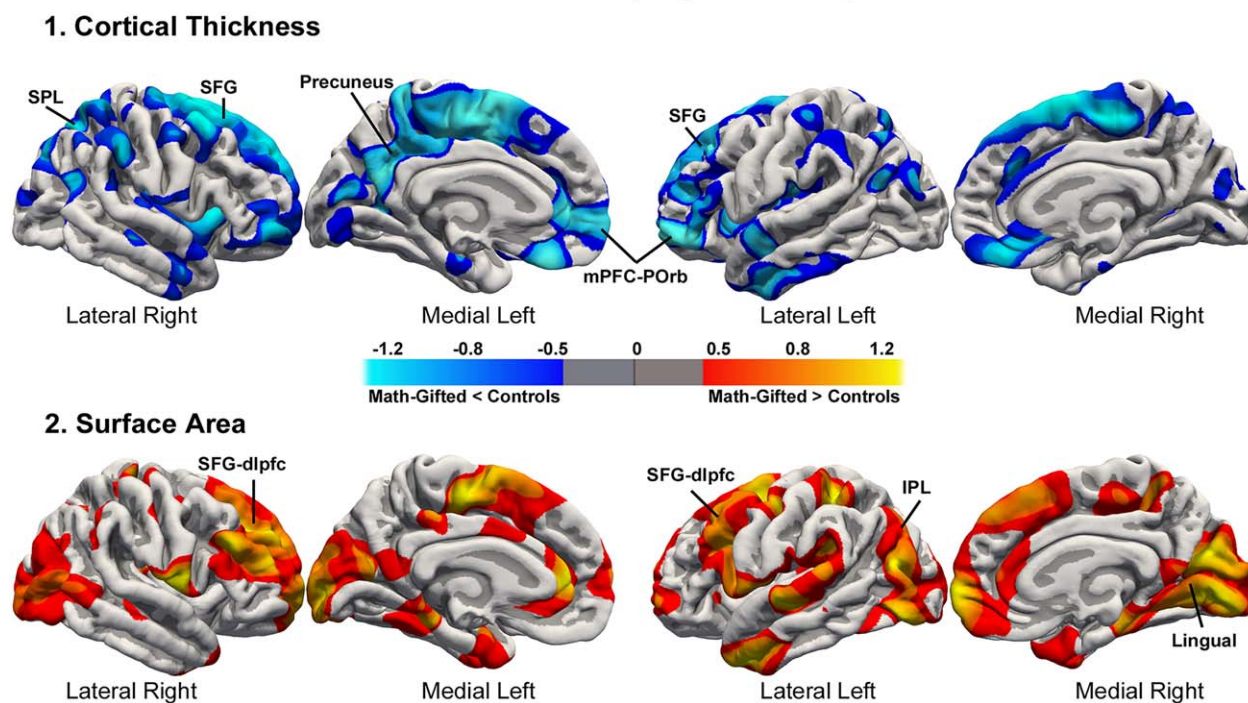 1. Cortical Thickness
SPL
SFG
Precuneus
SFG
mPFC-POrb
Lateral Right
Medial Left
Lateral Left
Medial Right
-1.2 -0.8 -0.5 0 0.5 0.8 1.2
Math-Gifted < Controls
Math-Gifted > Controls
2. Surface Area
SFG-dlpfc
SFG-dlpfc
IPL
Lingual
Lateral Right
Medial Left
Lateral Left
Medial Right